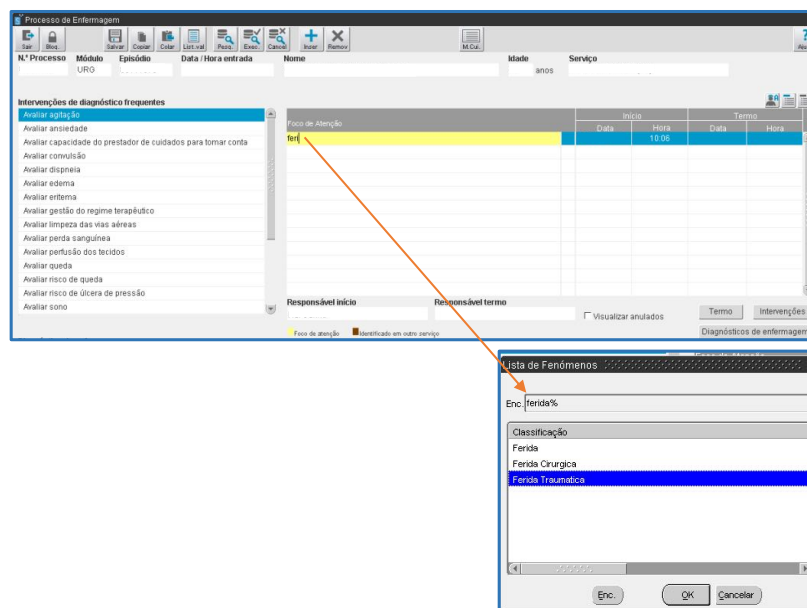 Processo de Enfermagem
Sair Bloq. Salvar Copiar Colar List.val Pesq. Exec. Cancel Inser Remov M.Cui.
N.º Processo Módulo Episódio Data / Hora entrada Nome Idade Serviço
URG anos
Intervenções de diagnóstico frequentes
Avaliar agitação
Avaliar ansiedade
Avaliar capacidade do prestador de cuidados para tomar conta
Avaliar convulsão
Avaliar dispneia
Avaliar edema
Avaliar eritema
Avaliar gestão do regime terapêutico
Avaliar limpeza das vias aéreas
Avaliar perda sanguínea
Avaliar perfusão dos tecidos
Avaliar queda
Avaliar risco de queda
Avaliar risco de úlcera de pressão
Avaliar sono
Foco de Atenção Início Termo
Data Hora Data Hora
feri 10:06
Responsável início Responsável termo
Visualizar anulados Termo Intervenções
Foco de atenção Identificado em outro serviço
Diagnósticos de enfermagem
Lista de Fenómenos
Enc. ferida%
Classificação
Ferida
Ferida Cirurgica
Ferida Traumatica
Enc. OK Cancelar